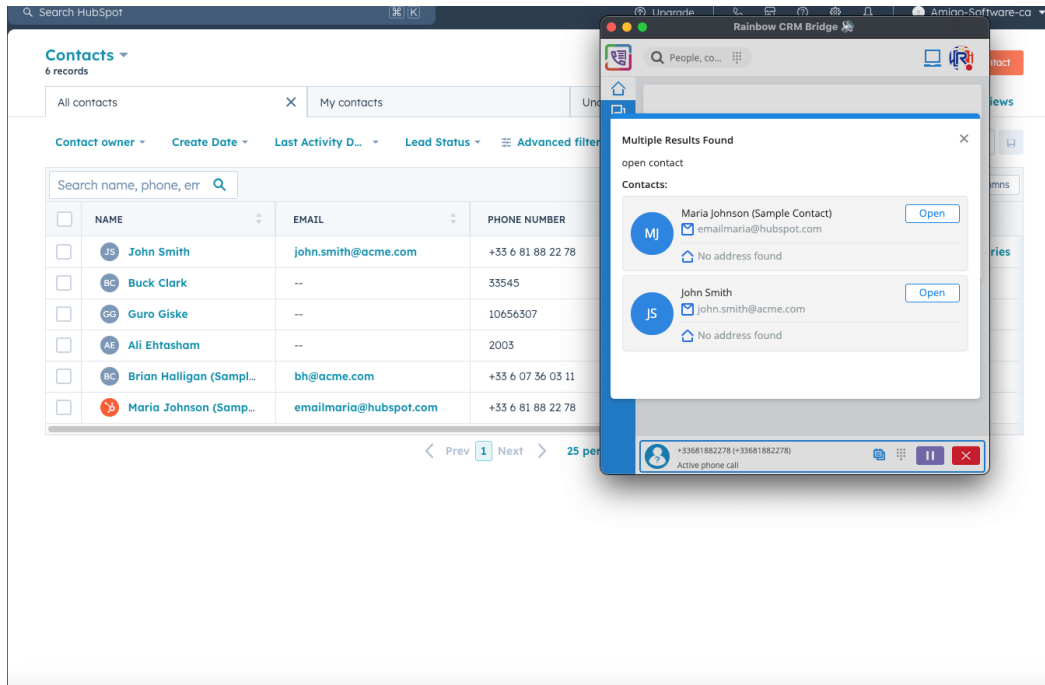 Search HubSpot
⌘ K
Upgrade
Amigo-Software-ca
Contacts
6 records
All contacts
My contacts
Contact owner
Create Date
Last Activity D...
Lead Status
Advanced filter
Search name, phone, em
NAME
EMAIL
PHONE NUMBER
JS John Smith john.smith@acme.com +33 6 81 88 22 78
BC Buck Clark -- 33545
GG Guro Giske -- 10656307
AE Ali Ehtasham -- 2003
BC Brian Halligan (Sampl... bh@acme.com +33 6 07 36 03 11
Maria Johnson (Samp... emailmaria@hubspot.com +33 6 81 88 22 78
Prev 1 Next 25 per
Rainbow CRM Bridge
People, co...
Multiple Results Found
open contact
Contacts:
MJ
Maria Johnson (Sample Contact)
emailmaria@hubspot.com
No address found
Open
JS
John Smith
john.smith@acme.com
No address found
Open
+33681882278 (+33681882278)
Active phone call